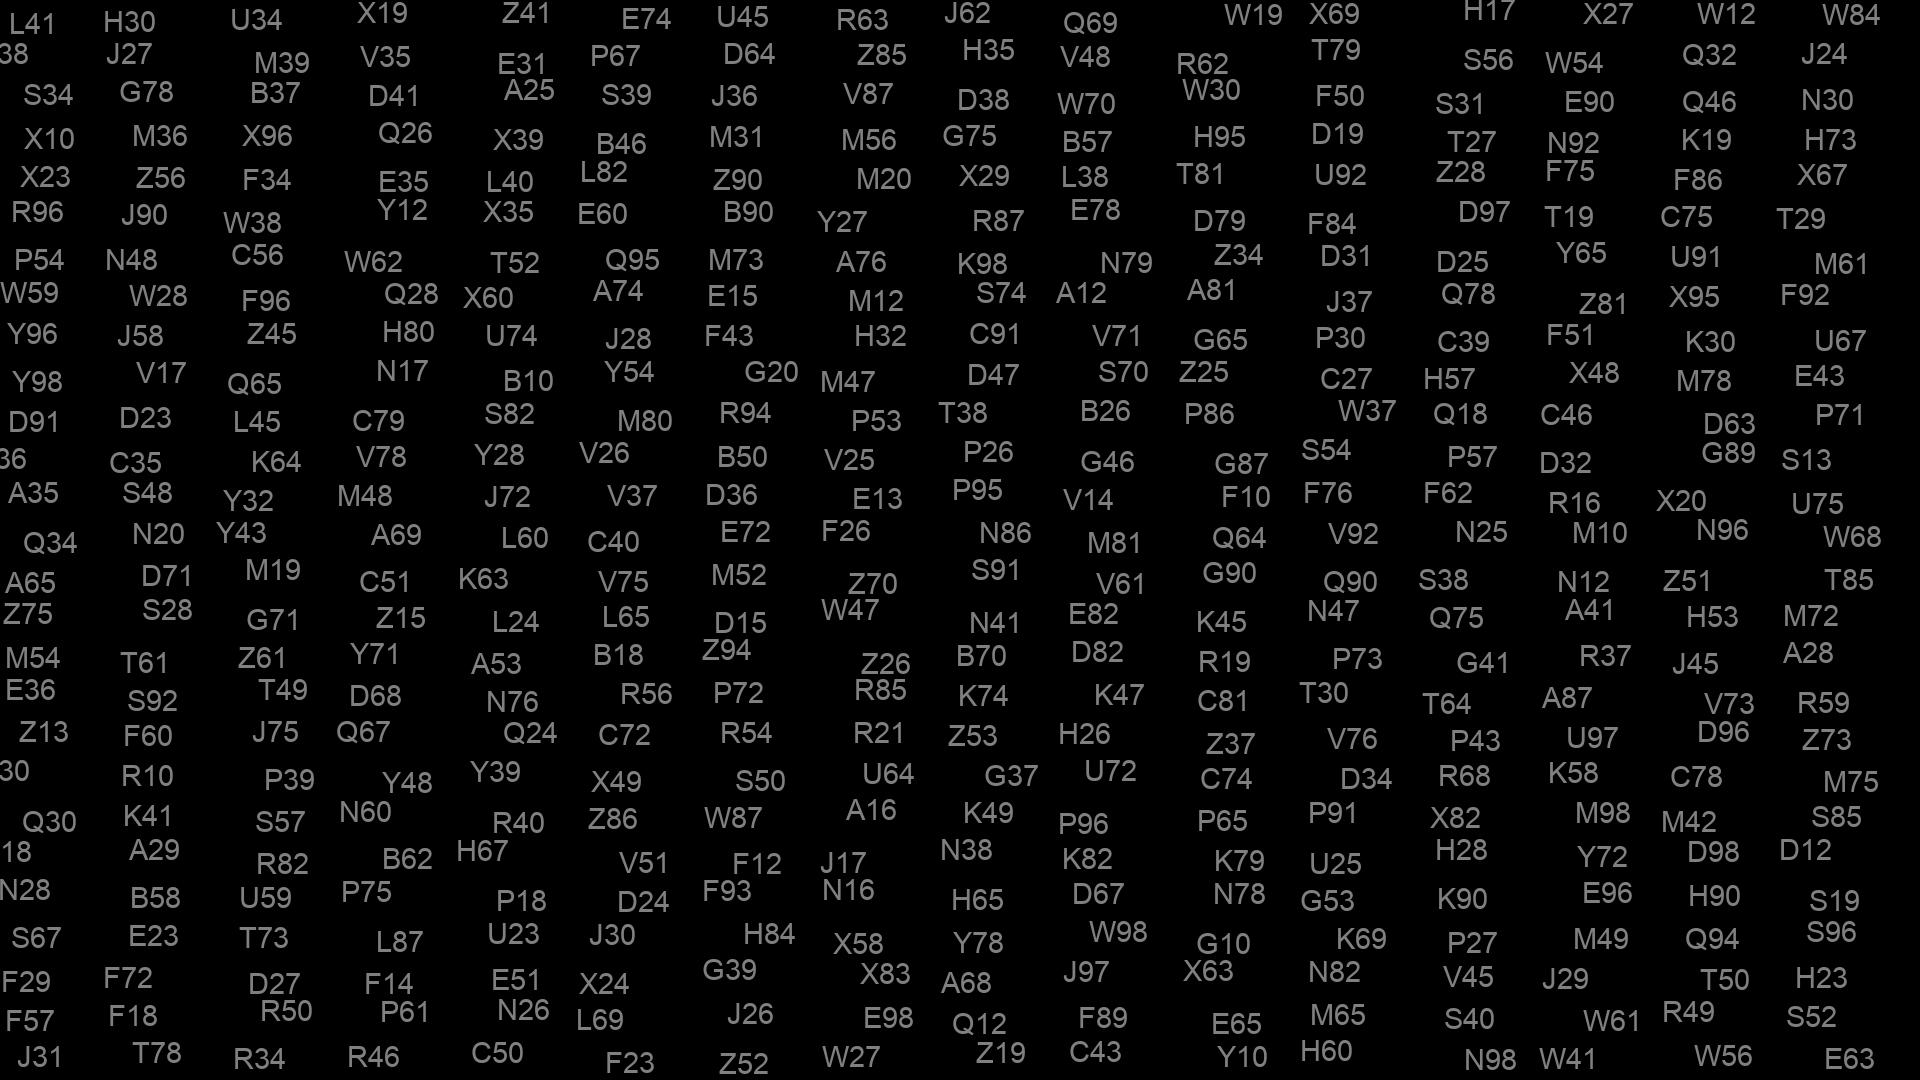 L41 H30 U34 X19 Z41 E74 U45 R63 J62 Q69 W19 X69 H17 X27 W12 W84
38 J27 M39 V35 E31 P67 D64 Z85 H35 V48 R62 T79 S56 W54 Q32 J24
S34 G78 B37 D41 A25 S39 J36 V87 D38 W70 W30 F50 S31 E90 Q46 N30
X10 M36 X96 Q26 X39 B46 M31 M56 G75 B57 H95 D19 T27 N92 K19 H73
X23 Z56 F34 E35 L40 L82 Z90 M20 X29 L38 T81 U92 Z28 F75 F86 X67
R96 J90 W38 Y12 X35 E60 B90 Y27 R87 E78 D79 F84 D97 T19 C75 T29
P54 N48 C56 W62 T52 Q95 M73 A76 K98 N79 Z34 D31 D25 Y65 U91 M61
W59 W28 F96 Q28 X60 A74 E15 M12 S74 A12 A81 J37 Q78 Z81 X95 F92
Y96 J58 Z45 H80 U74 J28 F43 H32 C91 V71 G65 P30 C39 F51 K30 U67
Y98 V17 Q65 N17 B10 Y54 G20 M47 D47 S70 Z25 C27 H57 X48 M78 E43
D91 D23 L45 C79 S82 M80 R94 P53 T38 B26 P86 W37 Q18 C46 D63 P71
36 C35 K64 V78 Y28 V26 B50 V25 P26 G46 G87 S54 P57 D32 G89 S13
A35 S48 Y32 M48 J72 V37 D36 E13 P95 V14 F10 F76 F62 R16 X20 U75
Q34 N20 Y43 A69 L60 C40 E72 F26 N86 M81 Q64 V92 N25 M10 N96 W68
A65 D71 M19 C51 K63 V75 M52 Z70 S91 V61 G90 Q90 S38 N12 Z51 T85
Z75 S28 G71 Z15 L24 L65 D15 W47 N41 E82 K45 N47 Q75 A41 H53 M72
M54 T61 Z61 Y71 A53 B18 Z94 Z26 B70 D82 R19 P73 G41 R37 J45 A28
E36 S92 T49 D68 N76 R56 P72 R85 K74 K47 C81 T30 T64 A87 V73 R59
Z13 F60 J75 Q67 Q24 C72 R54 R21 Z53 H26 Z37 V76 P43 U97 D96 Z73
30 R10 P39 Y48 Y39 X49 S50 U64 G37 U72 C74 D34 R68 K58 C78 M75
Q30 K41 S57 N60 R40 Z86 W87 A16 K49 P96 P65 P91 X82 M98 M42 S85
18 A29 R82 B62 H67 V51 F12 J17 N38 K82 K79 U25 H28 Y72 D98 D12
N28 B58 U59 P75 P18 D24 F93 N16 H65 D67 N78 G53 K90 E96 H90 S19
S67 E23 T73 L87 U23 J30 H84 X58 Y78 W98 G10 K69 P27 M49 Q94 S96
F29 F72 D27 F14 E51 X24 G39 X83 A68 J97 X63 N82 V45 J29 T50 H23
F57 F18 R50 P61 N26 L69 J26 E98 Q12 F89 E65 M65 S40 W61 R49 S52
J31 T78 R34 R46 C50 F23 Z52 W27 Z19 C43 Y10 H60 N98 W41 W56 E63